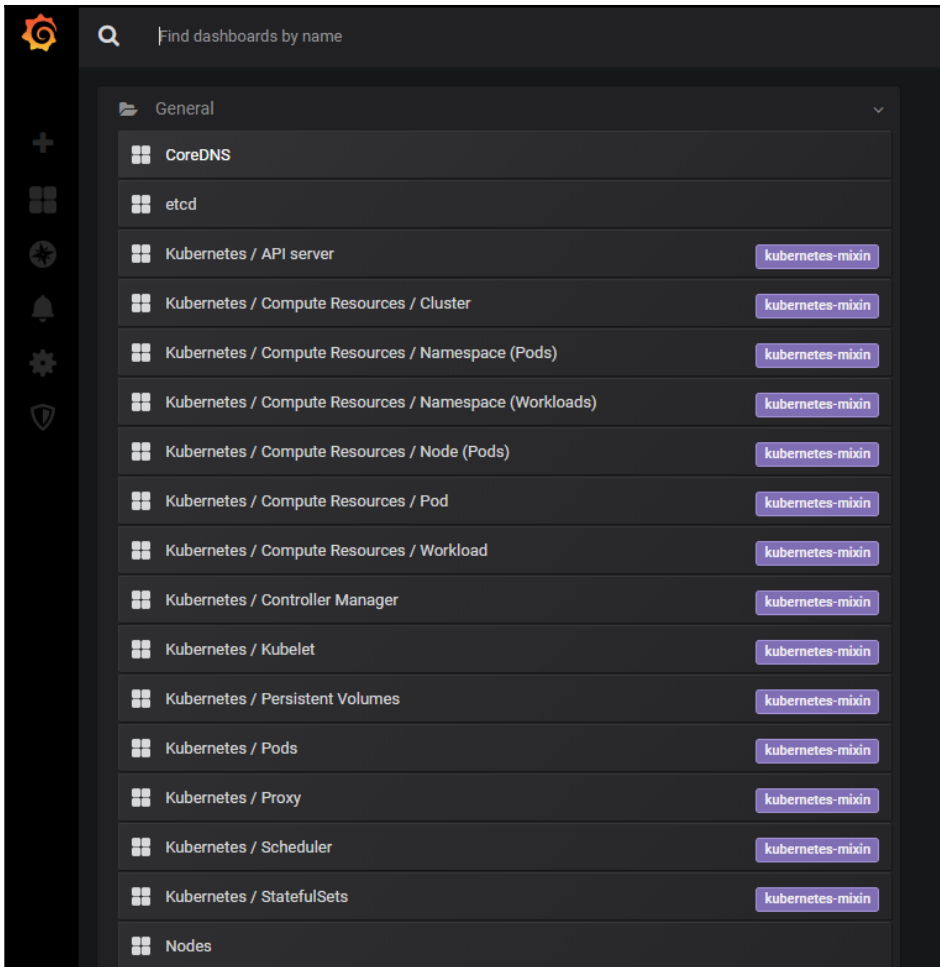 Find dashboards by name
General
CoreDNS
etcd
Kubernetes / API server kubernetes-mixin
Kubernetes / Compute Resources / Cluster kubernetes-mixin
Kubernetes / Compute Resources / Namespace (Pods) kubernetes-mixin
Kubernetes / Compute Resources / Namespace (Workloads) kubernetes-mixin
Kubernetes / Compute Resources / Node (Pods) kubernetes-mixin
Kubernetes / Compute Resources / Pod kubernetes-mixin
Kubernetes / Compute Resources / Workload kubernetes-mixin
Kubernetes / Controller Manager kubernetes-mixin
Kubernetes / Kubelet kubernetes-mixin
Kubernetes / Persistent Volumes kubernetes-mixin
Kubernetes / Pods kubernetes-mixin
Kubernetes / Proxy kubernetes-mixin
Kubernetes / Scheduler kubernetes-mixin
Kubernetes / StatefulSets kubernetes-mixin
Nodes